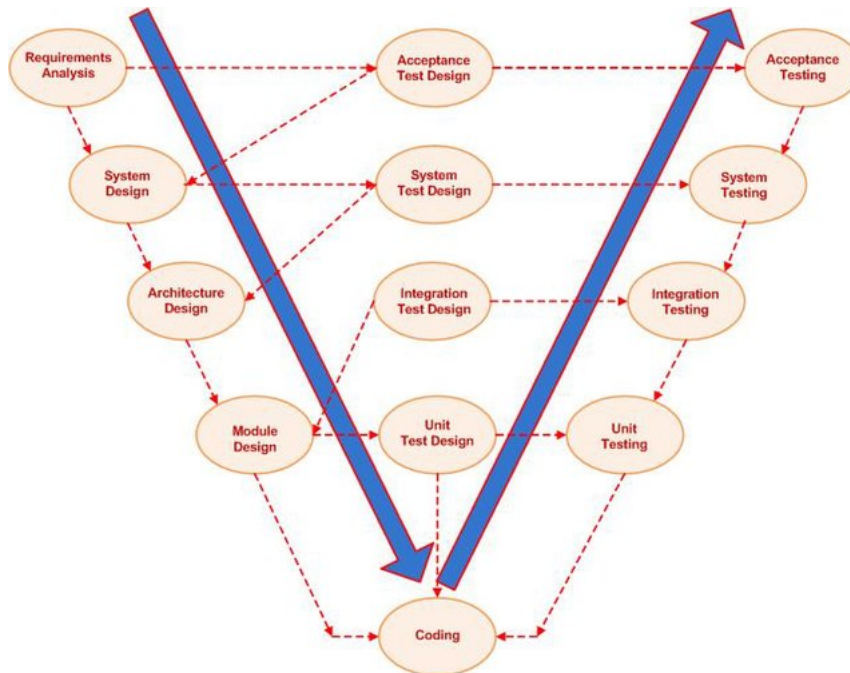 Requirements
Analysis
Acceptance
Test Design
Acceptance
Testing
System
Design
System
Test Design
System
Testing
Architecture
Design
Integration
Test Design
Integration
Testing
Module
Design
Unit
Test Design
Unit
Testing
Coding